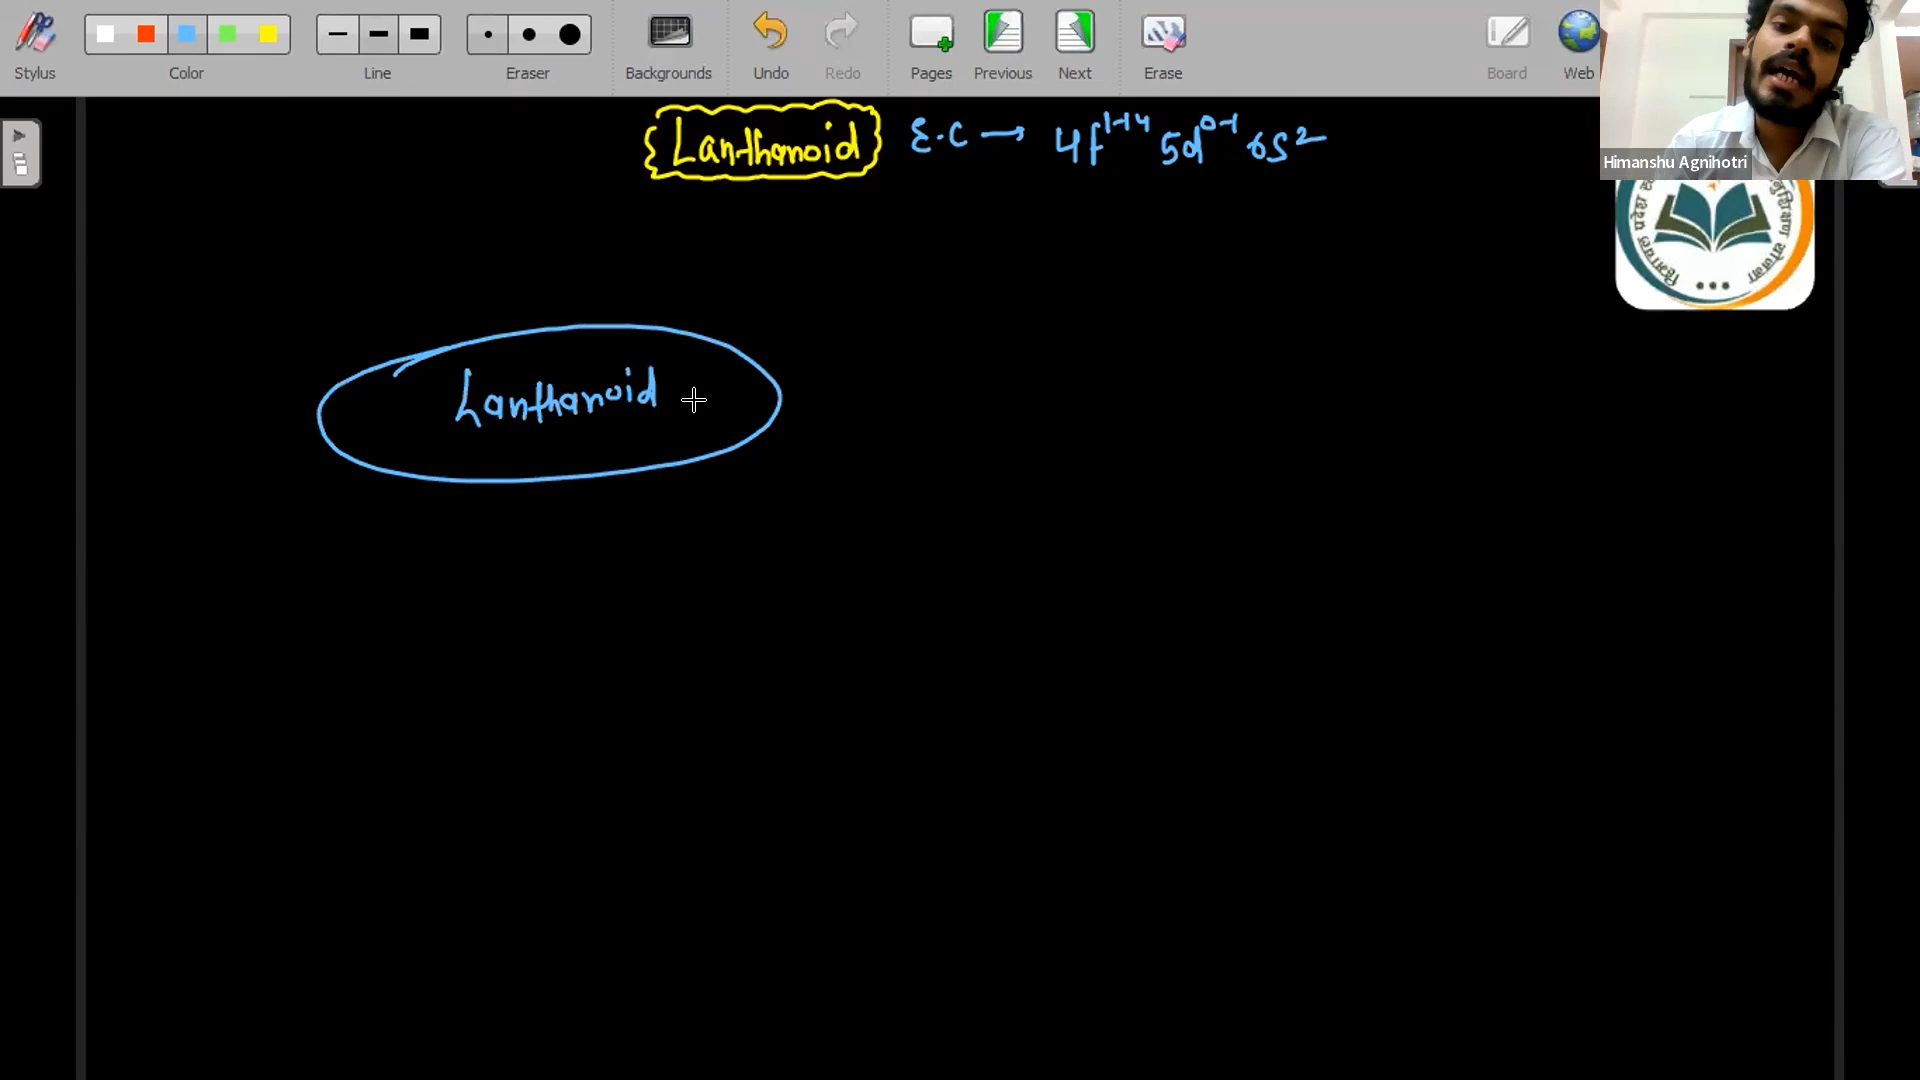 Stylus
Color
Line
Eraser
Backgrounds
Undo
Redo
Pages
Previous
Next
Erase
Board
Web
Himanshu Agnihotri
Lanthanoid E.C → 4f¹⁻¹⁴ 5d⁰⁻¹ 6s²
Lanthanoid